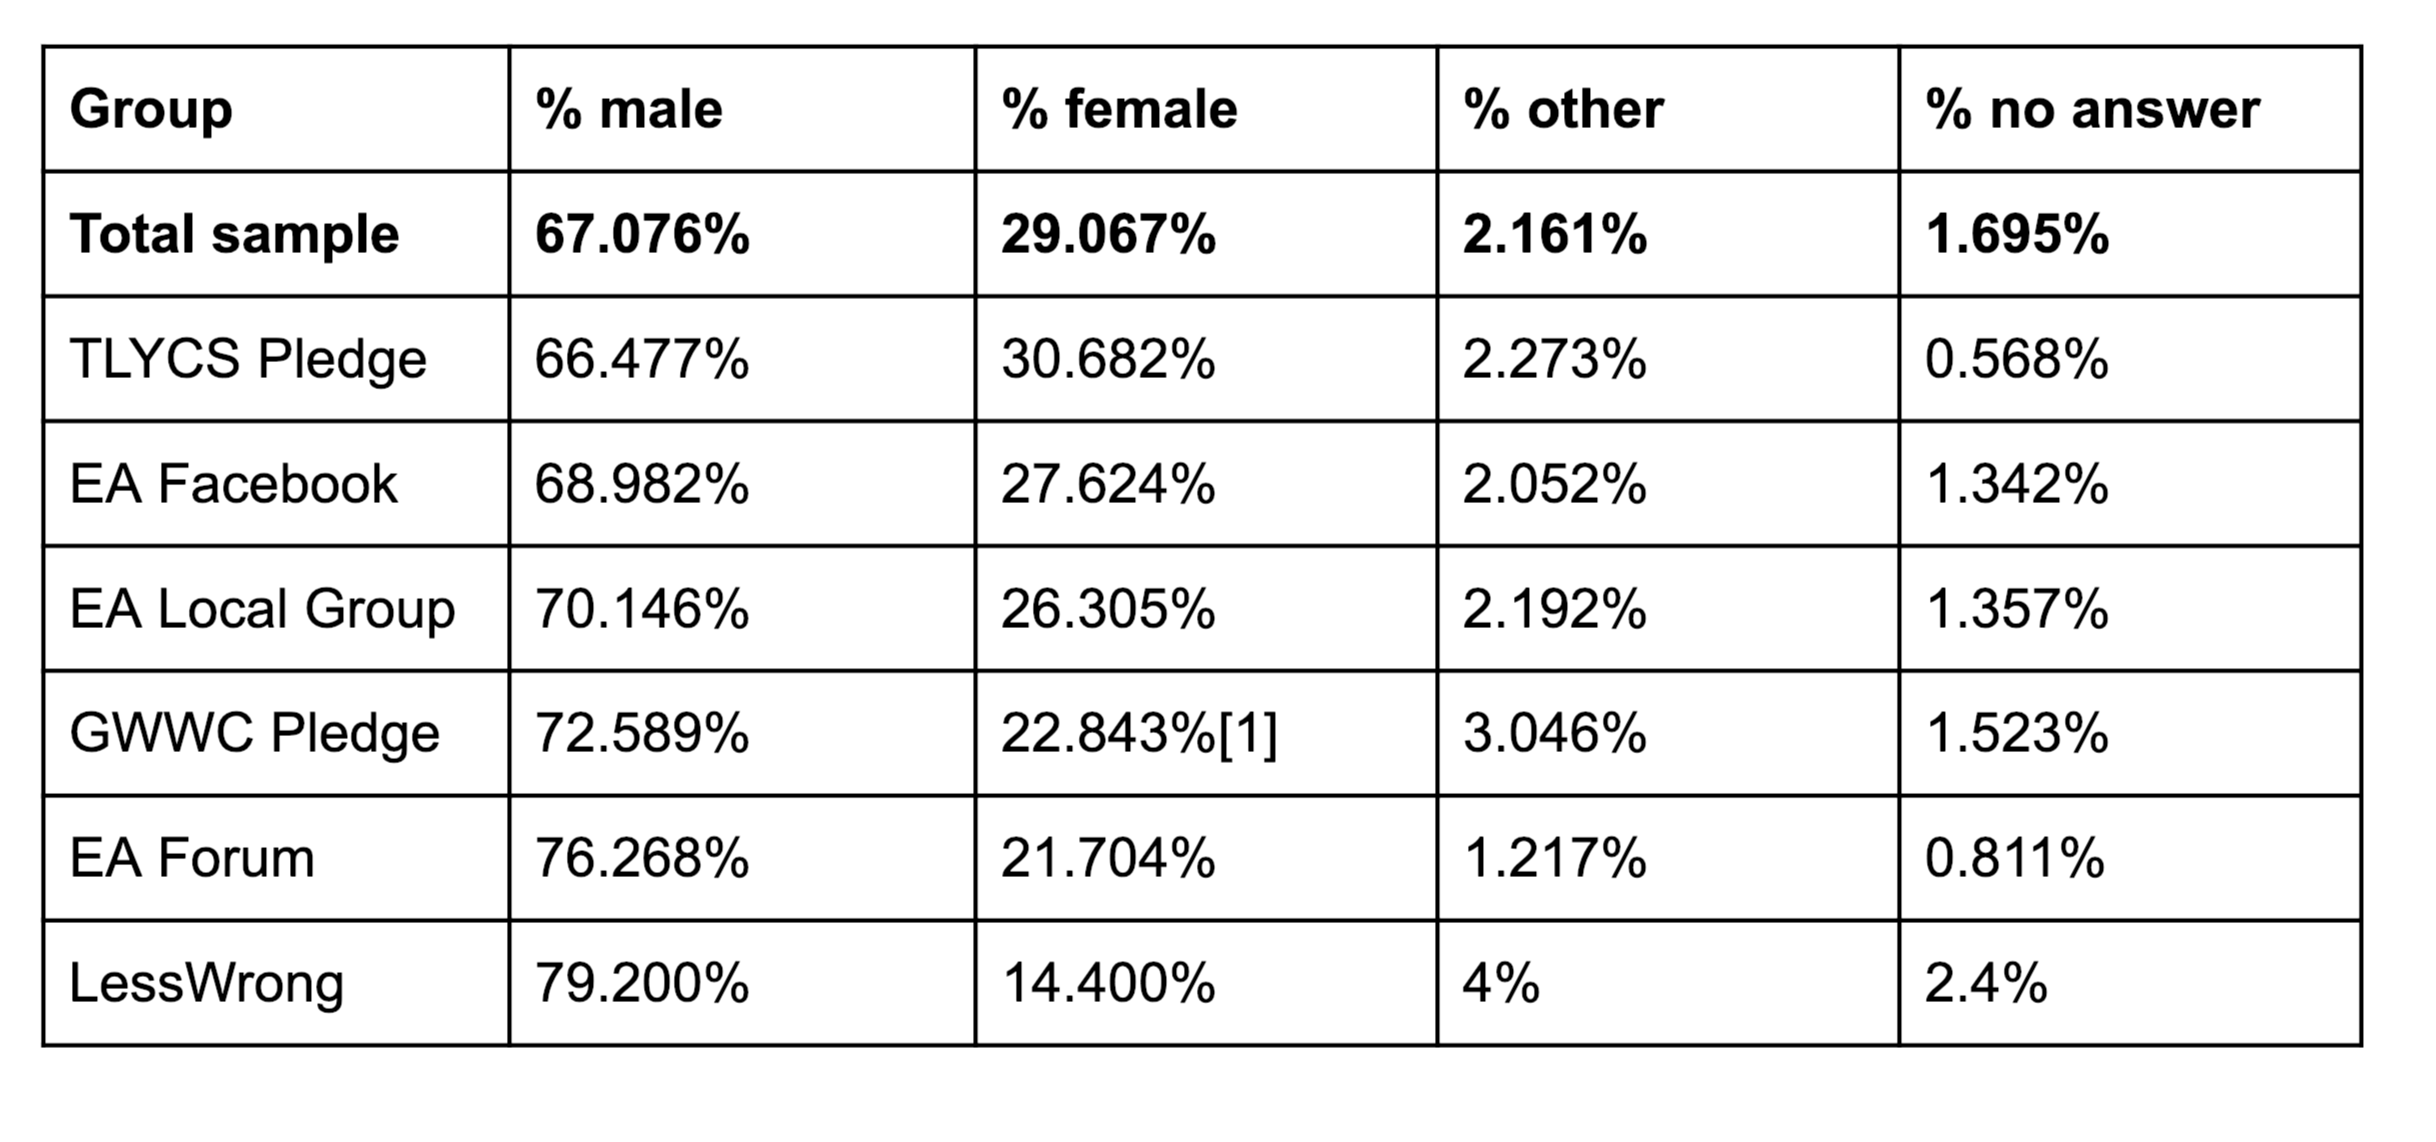 Group % male % female % other % no answer
Total sample 67.076% 29.067% 2.161% 1.695%
TLYCS Pledge 66.477% 30.682% 2.273% 0.568%
EA Facebook 68.982% 27.624% 2.052% 1.342%
EA Local Group 70.146% 26.305% 2.192% 1.357%
GWWC Pledge 72.589% 22.843%[1] 3.046% 1.523%
EA Forum 76.268% 21.704% 1.217% 0.811%
LessWrong 79.200% 14.400% 4% 2.4%